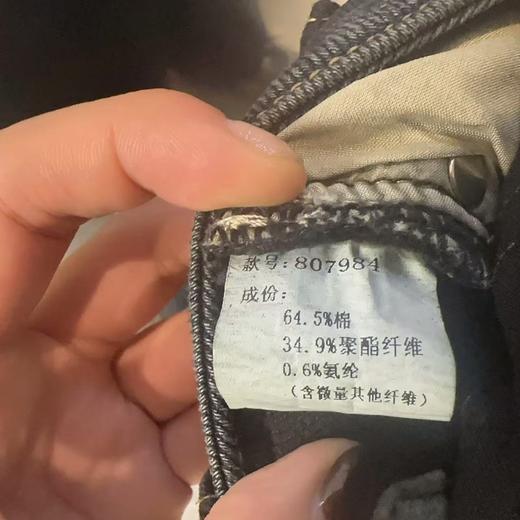 款号:807984
成份:
64.5%棉
34.9%聚酯纤维
0.6%氨纶
(含微量其他纤维)